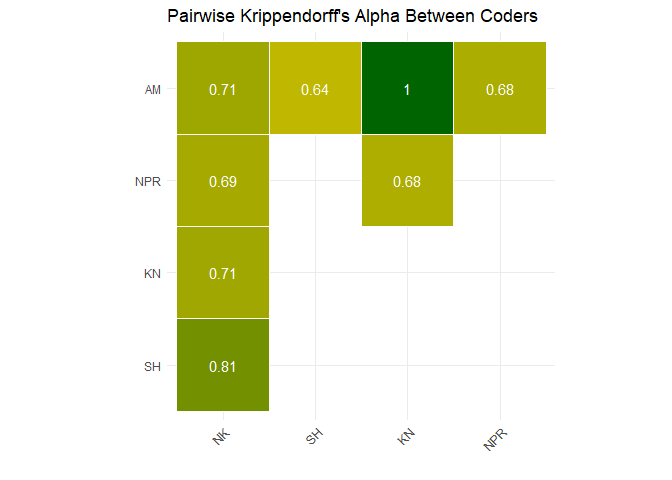 Pairwise Krippendorff's Alpha Between Coders
AM 0.71 0.64 1 0.68
NPR 0.69 0.68
KN 0.71
SH 0.81
NK SH KN NPR